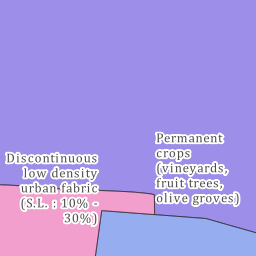 Discontinuous
low density
urban fabric
(S.L. : 10% -
30%)
Permanent
crops
(vineyards,
fruit trees,
olive groves)